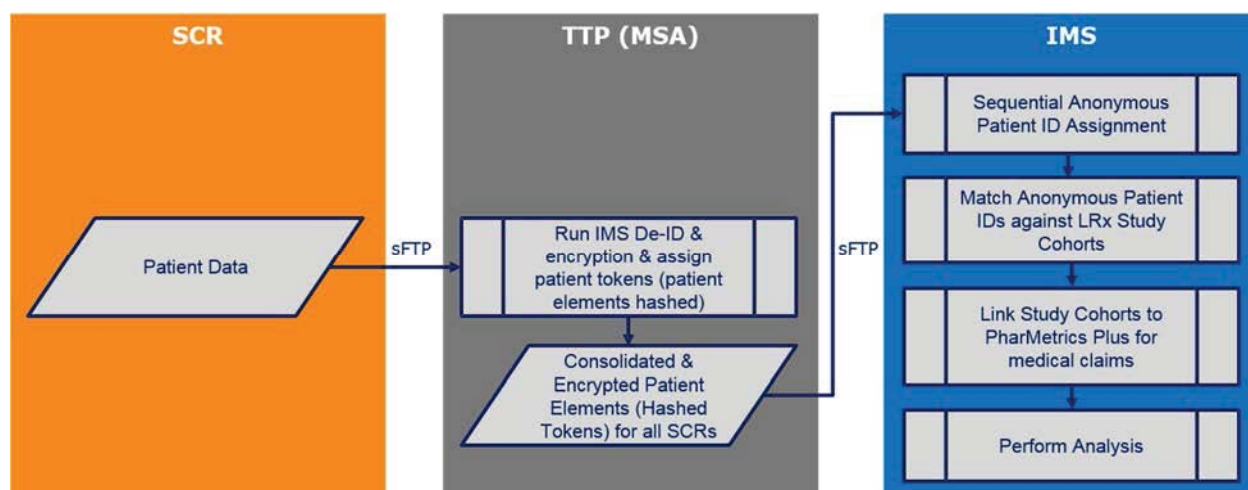 SCR
Patient Data
sFTP
TTP (MSA)
Run IMS De-ID &
encryption & assign
patient tokens (patient
elements hashed)
Consolidated &
Encrypted Patient
Elements (Hashed
Tokens) for all SCRs
sFTP
IMS
Sequential Anonymous
Patient ID Assignment
Match Anonymous Patient
IDs against LRx Study
Cohorts
Link Study Cohorts to
PharMetrics Plus for
medical claims
Perform Analysis